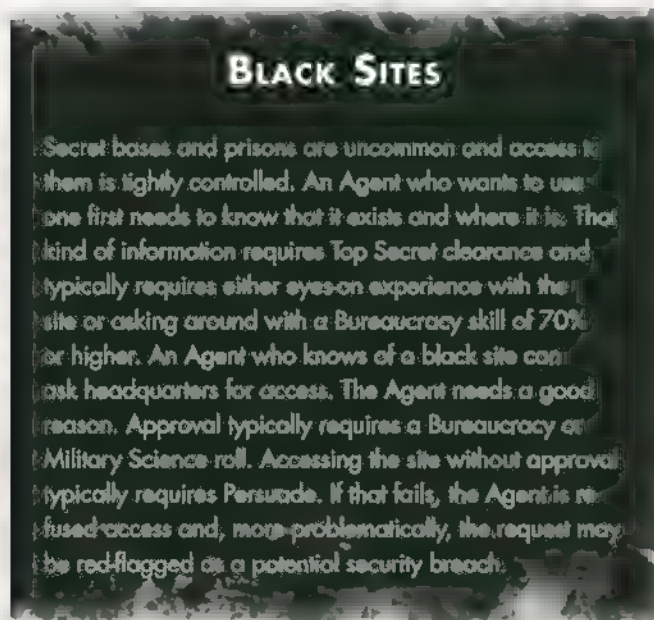 BLACK SITES
Secret bases and prisons are uncommon and access to
them is tightly controlled. An Agent who wants to use
one first needs to know that it exists and where it is. That
kind of information requires Top Secret clearance and
typically requires either eyes-on experience with the
site or asking around with a Bureaucracy skill of 70%
or higher. An Agent who knows of a black site can
ask headquarters for access. The Agent needs a good
reason. Approval typically requires a Bureaucracy or
Military Science roll. Accessing the site without approval
typically requires Persuade. If that fails, the Agent is re-
fused access and, more problematically, the request may
be red-flagged as a potential security breach.